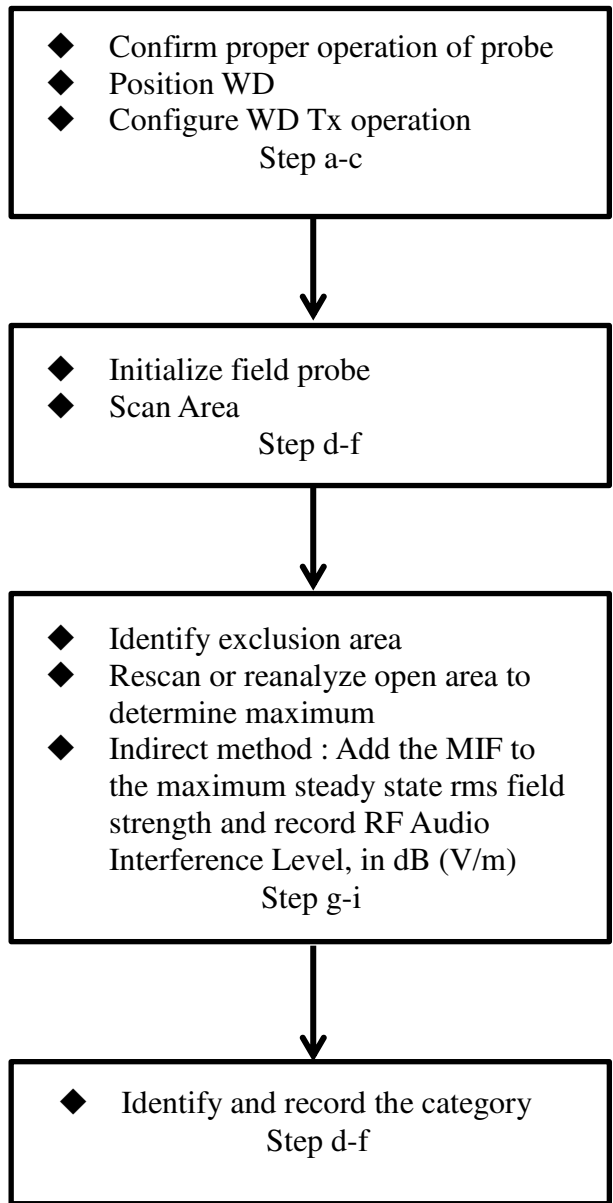 ◆ Confirm proper operation of probe
◆ Position WD
◆ Configure WD Tx operation
Step a-c
◆ Initialize field probe
◆ Scan Area
Step d-f
◆ Identify exclusion area
◆ Rescan or reanalyze open area to
determine maximum
◆ Indirect method : Add the MIF to
the maximum steady state rms field
strength and record RF Audio
Interference Level, in dB (V/m)
Step g-i
◆ Identify and record the category
Step d-f